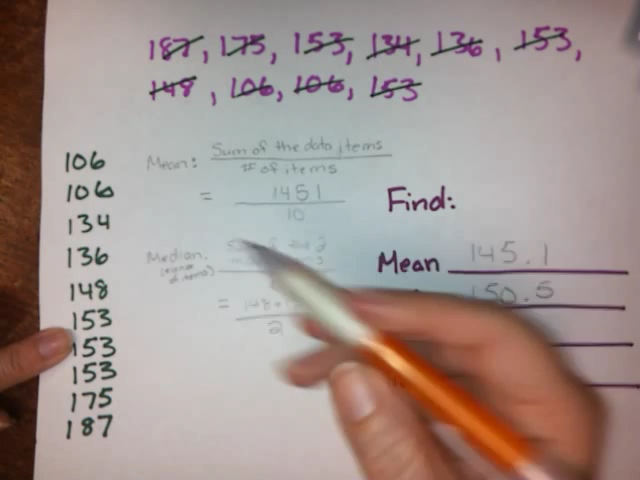 187, 175, 153, 134, 136, 153,
148, 106, 106, 153
106
106
134
136
148
153
153
153
175
187
Mean: Sum of the data items
# of items
= 1451
10
Median.
=
2
Find:
Mean 145.1
150.5